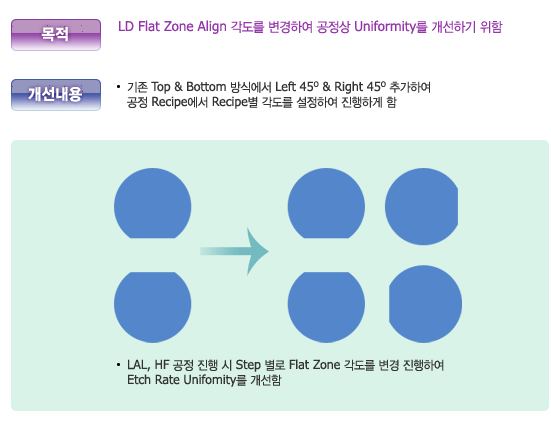 목적
LD Flat Zone Align 각도를 변경하여 공정상 Uniformity를 개선하기 위함
개선내용
• 기존 Top & Bottom 방식에서 Left 45º & Right 45º 추가하여
공정 Recipe에서 Recipe별 각도를 설정하여 진행하게 함
• LAL, HF 공정 진행 시 Step 별로 Flat Zone 각도를 변경 진행하여
Etch Rate Unifomity를 개선함